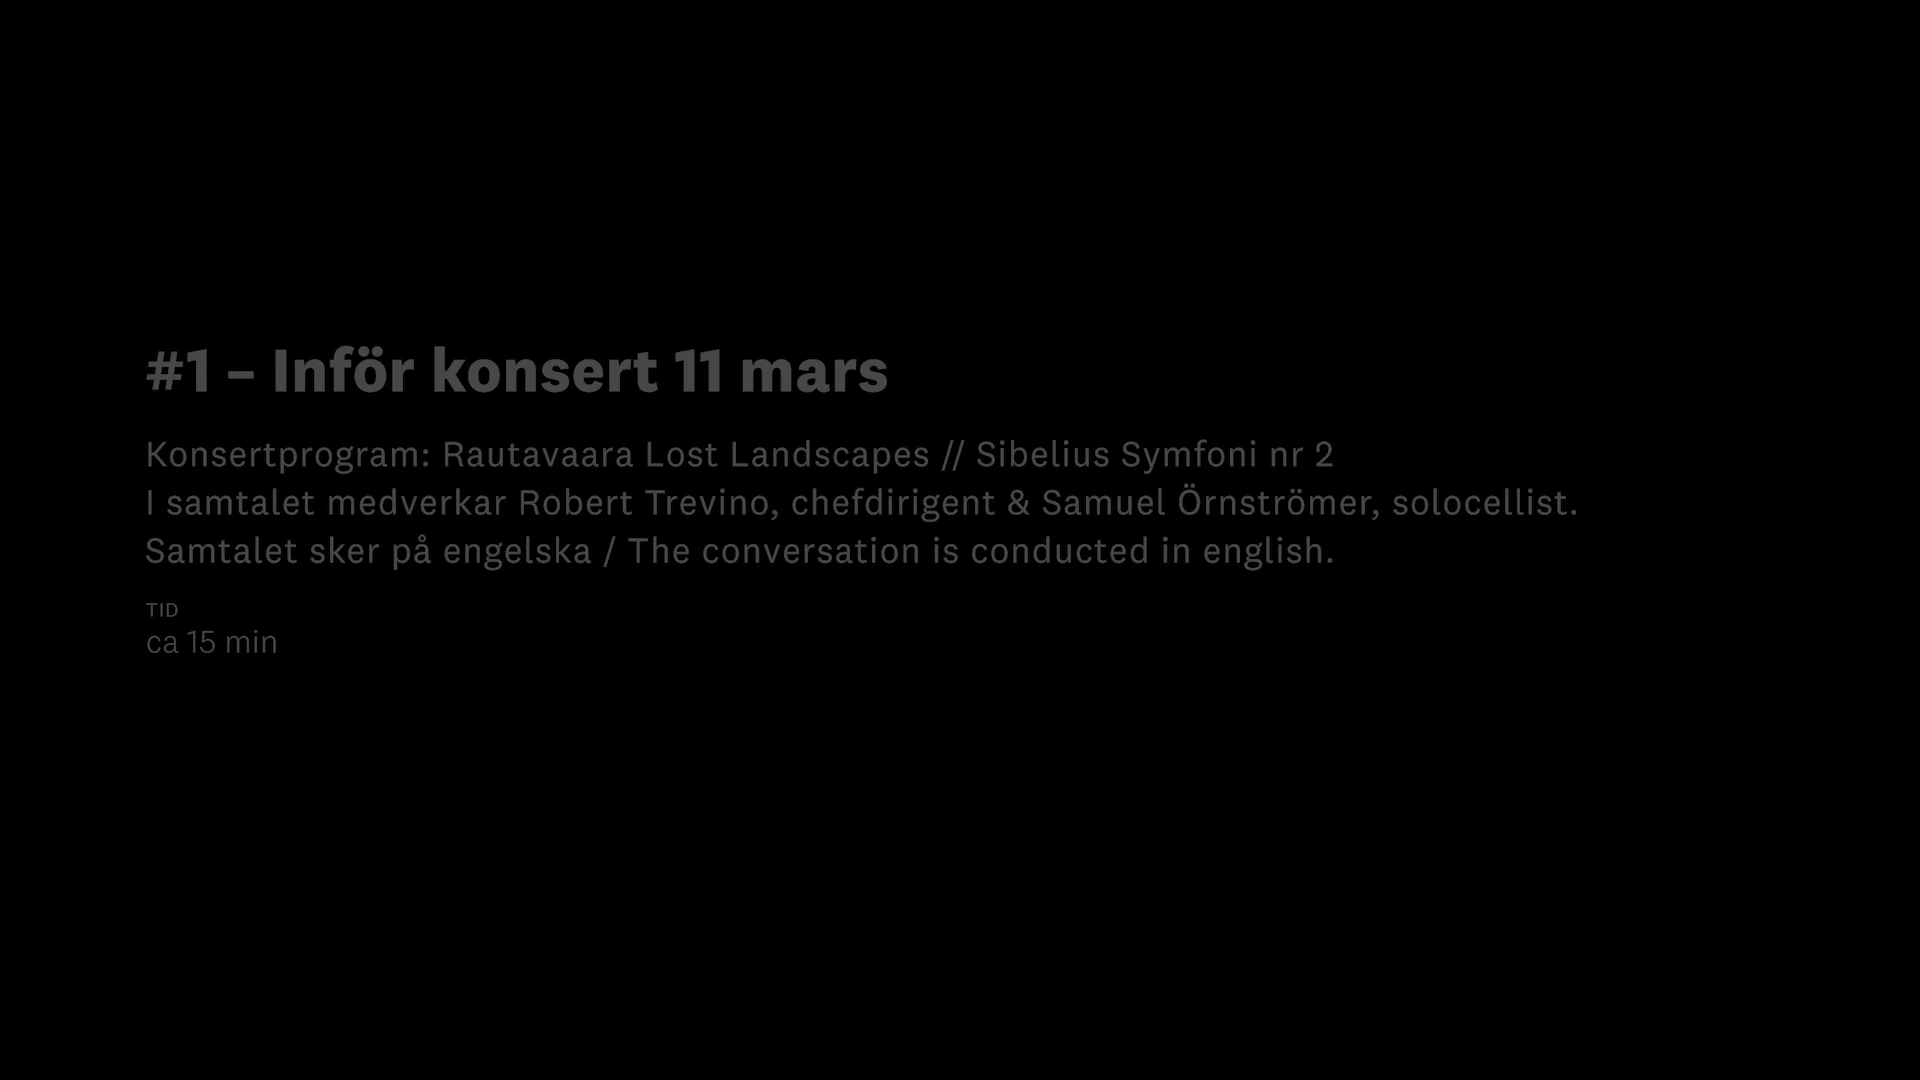 #1 – Inför konsert 11 mars
Konsertprogram: Rautavaara Lost Landscapes // Sibelius Symfoni nr 2
I samtalet medverkar Robert Trevino, chefdirigent & Samuel Örnströmer, solocellist.
Samtalet sker på engelska / The conversation is conducted in english.
TID
ca 15 min